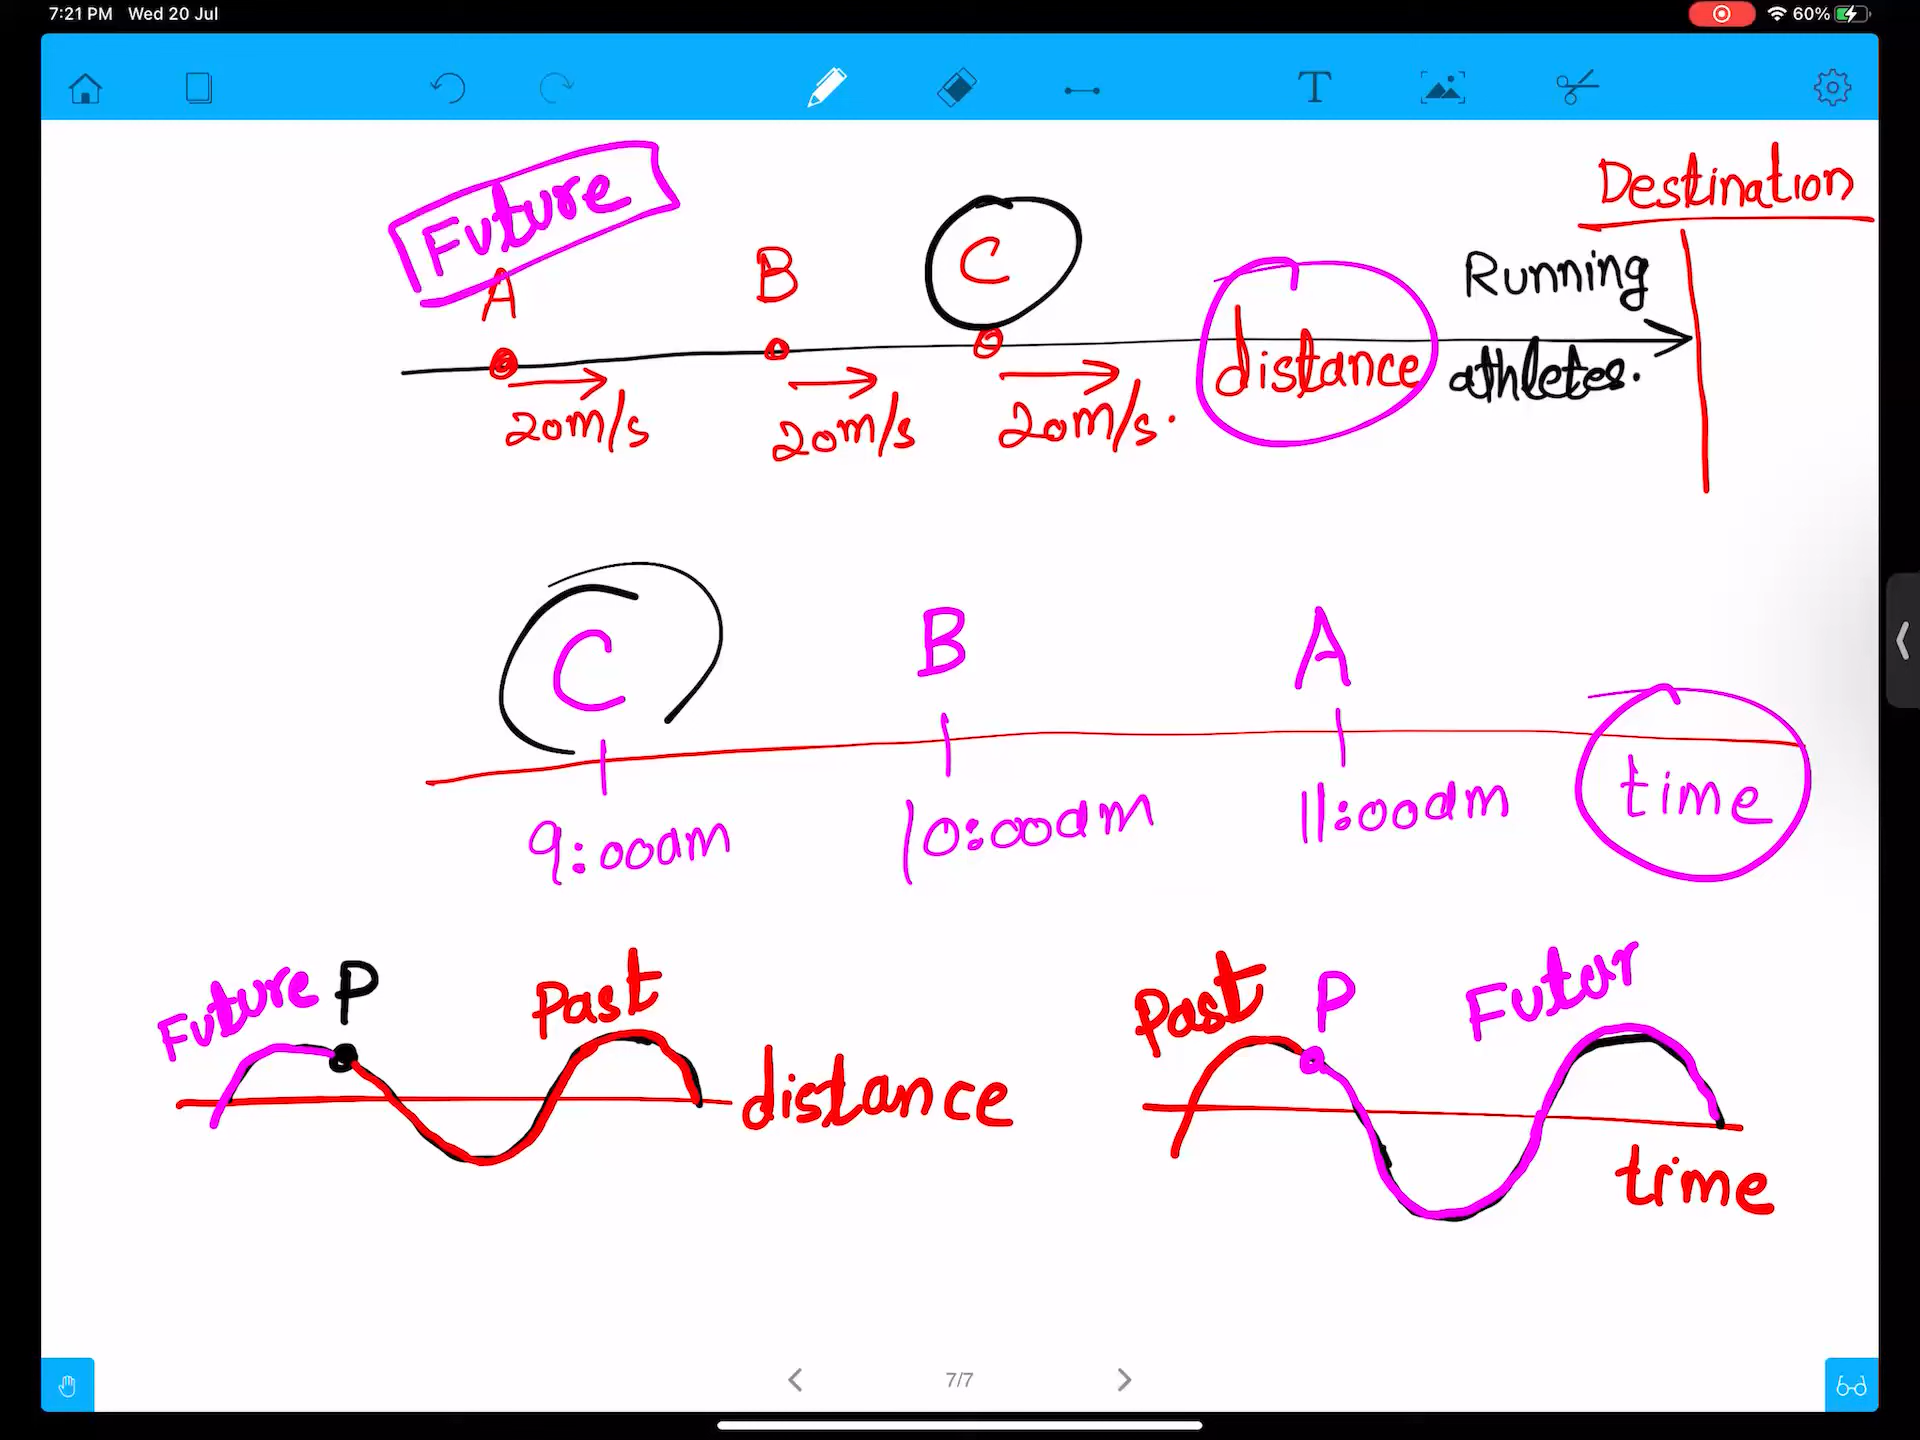 7:21 PM Wed 20 Jul
60%
T
Future
Destination
A
B
C
Running
distance
athletes.
20m/s
20m/s
20m/s.
C
B
A
time
9:00am
10:00am
11:00am
Future P
Past
distance
Past
P
Futur
time
7/7